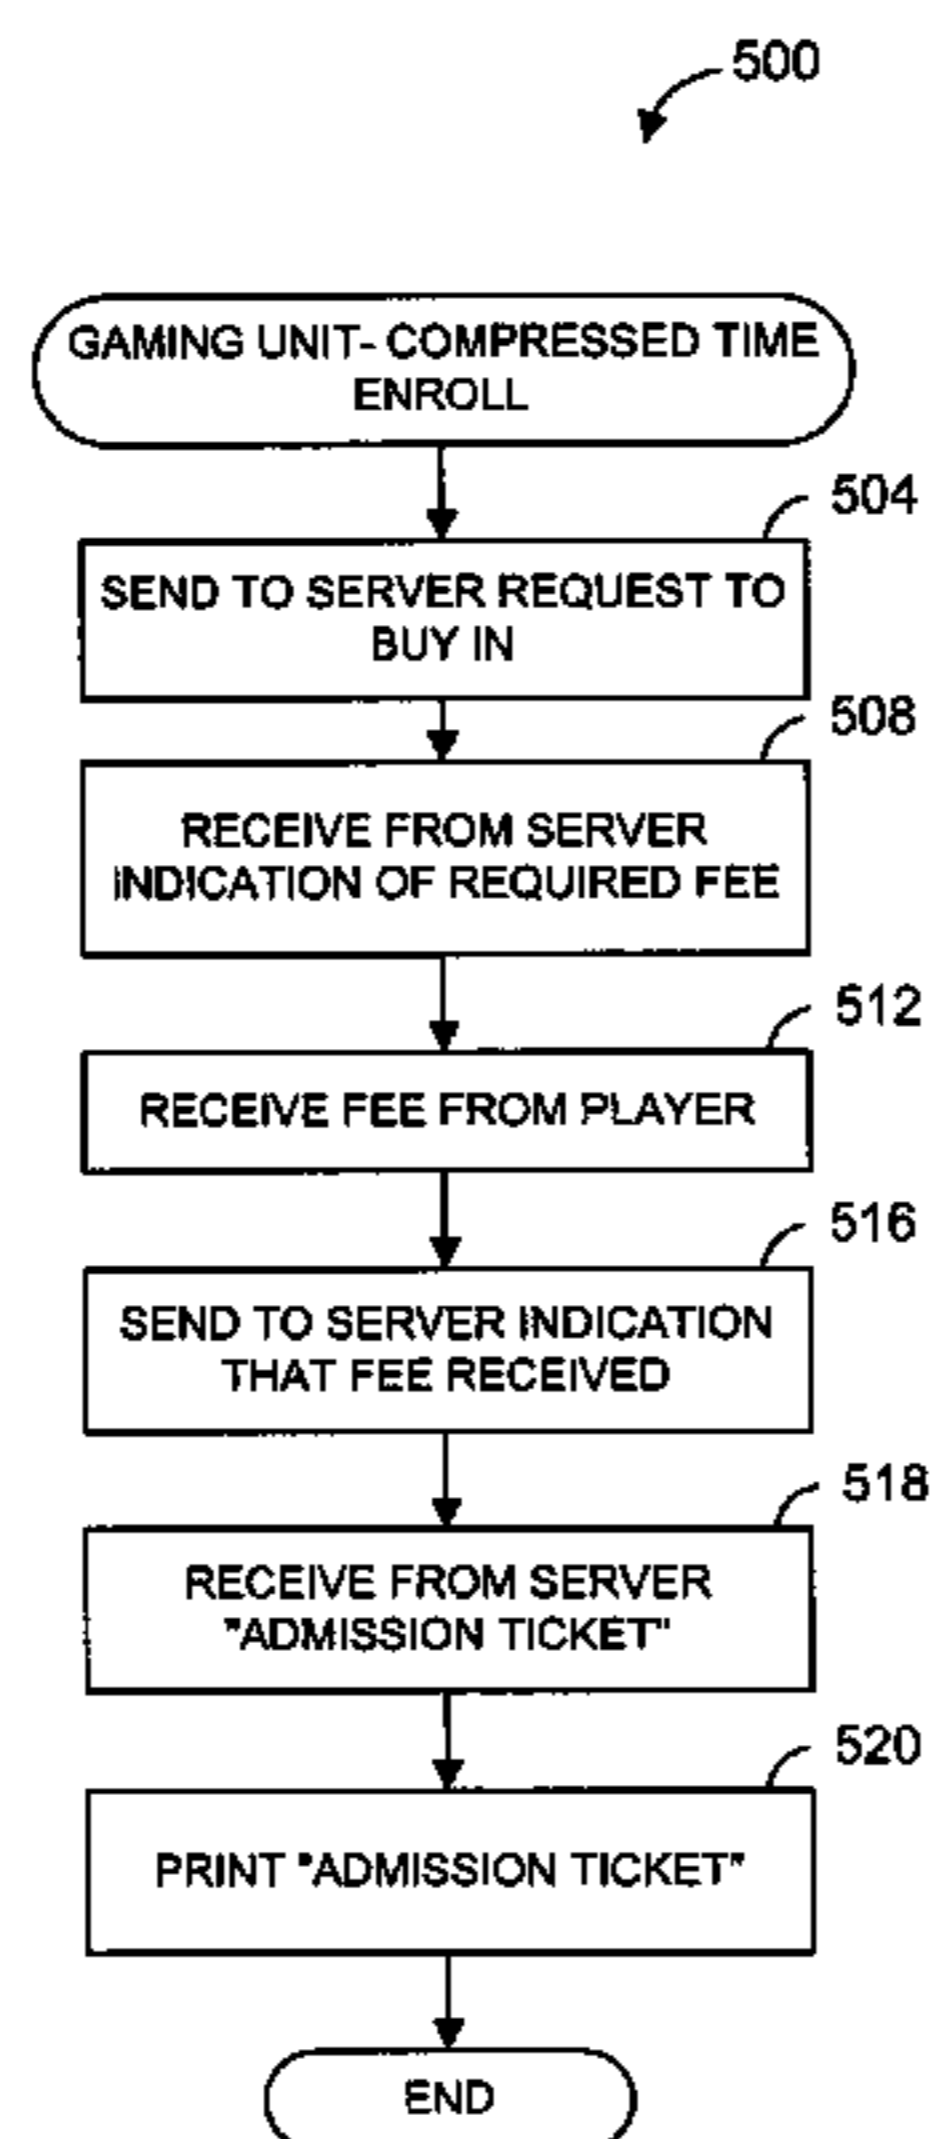 500
GAMING UNIT- COMPRESSED TIME
ENROLL
504
SEND TO SERVER REQUEST TO
BUY IN
508
RECEIVE FROM SERVER
INDICATION OF REQUIRED FEE
512
RECEIVE FEE FROM PLAYER
516
SEND TO SERVER INDICATION
THAT FEE RECEIVED
518
RECEIVE FROM SERVER
"ADMISSION TICKET"
520
PRINT "ADMISSION TICKET"
END